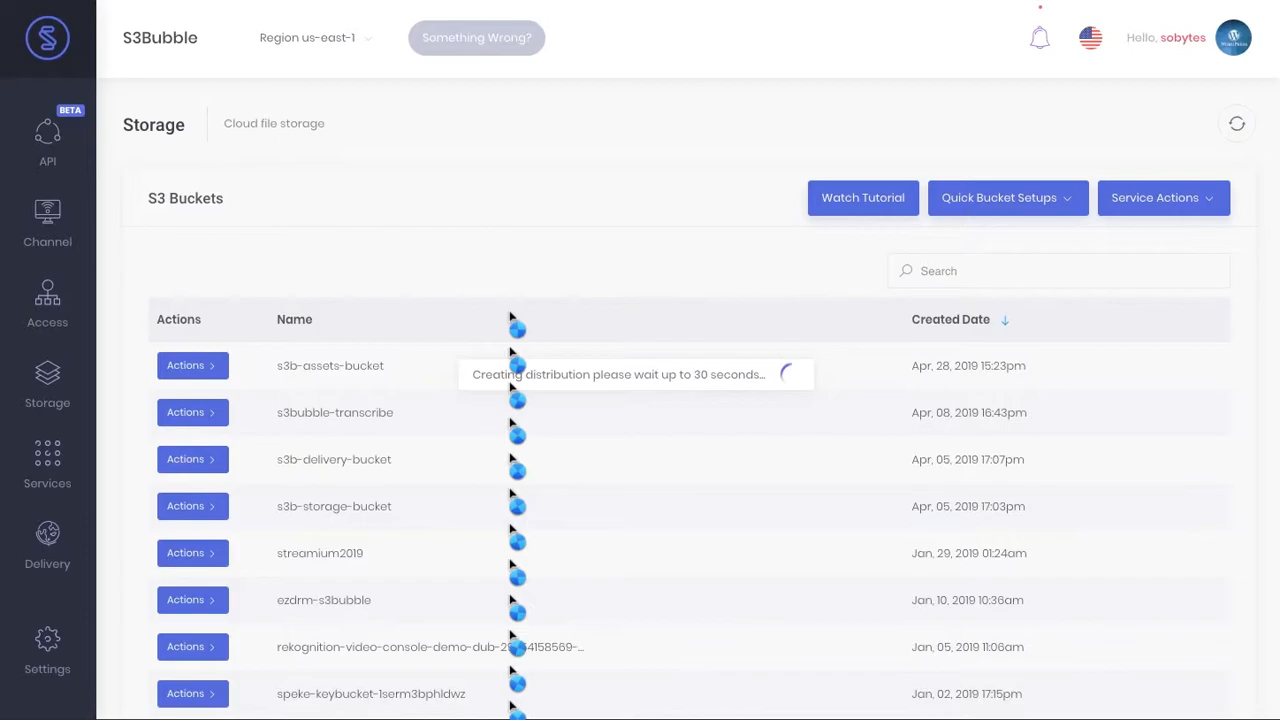 S3Bubble
Region us-east-1
Something Wrong?
Hello, sobytes
BETA
API
Channel
Access
Storage
Services
Delivery
Settings
Storage
Cloud file storage
S3 Buckets
Watch Tutorial
Quick Bucket Setups
Service Actions
Search
Actions Name Created Date
Actions s3b-assets-bucket Apr, 28, 2019 15:23pm
Creating distribution please wait up to 30 seconds...
Actions s3bubble-transcribe Apr, 08, 2019 16:43pm
Actions s3b-delivery-bucket Apr, 05, 2019 17:07pm
Actions s3b-storage-bucket Apr, 05, 2019 17:03pm
Actions streamium2019 Jan, 29, 2019 01:24am
Actions ezdrm-s3bubble Jan, 10, 2019 10:36am
Actions rekognition-video-console-demo-dub- Jan, 05, 2019 11:06am
Actions speke-keybucket-1serm3bphldwz Jan, 02, 2019 17:15pm